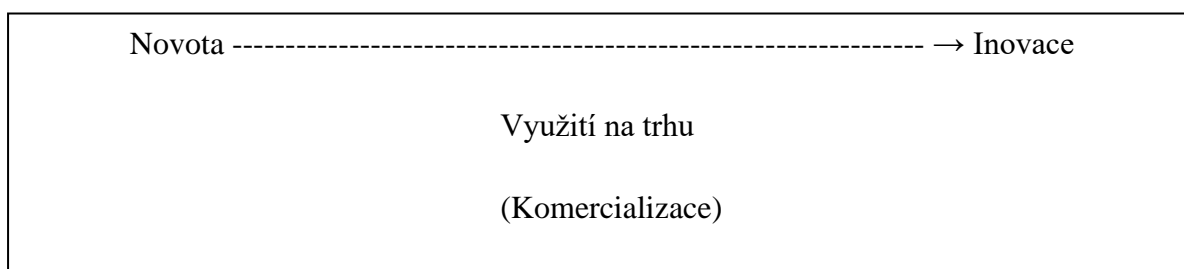 Novota ----------------------------------------------------------------- → Inovace
Využití na trhu
(Komercializace)